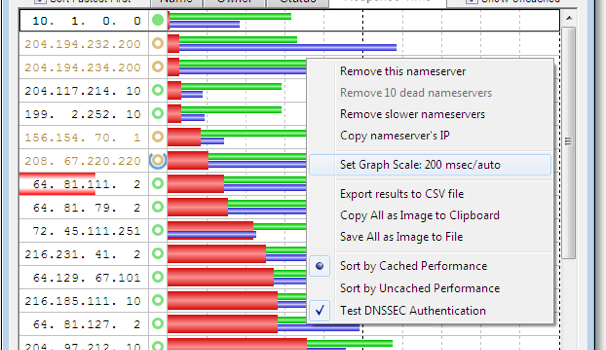 Sort Fastest First Name Owner Status Response Time Show Uncached
10. 1. 0. 0
204.194.232.200
204.194.234.200
204.117.214. 10
199. 2.252. 10
156.154. 70. 1
208. 67.220.220
64. 81.111. 2
64. 81. 79. 2
72. 45.111.251
216.231. 41. 2
64.129. 67.101
216.185.111. 10
64. 81.127. 2
204. 97.212. 10
Remove this nameserver
Remove 10 dead nameservers
Remove slower nameservers
Copy nameserver's IP
Set Graph Scale: 200 msec/auto
Export results to CSV file
Copy All as Image to Clipboard
Save All as Image to File
Sort by Cached Performance
Sort by Uncached Performance
Test DNSSEC Authentication